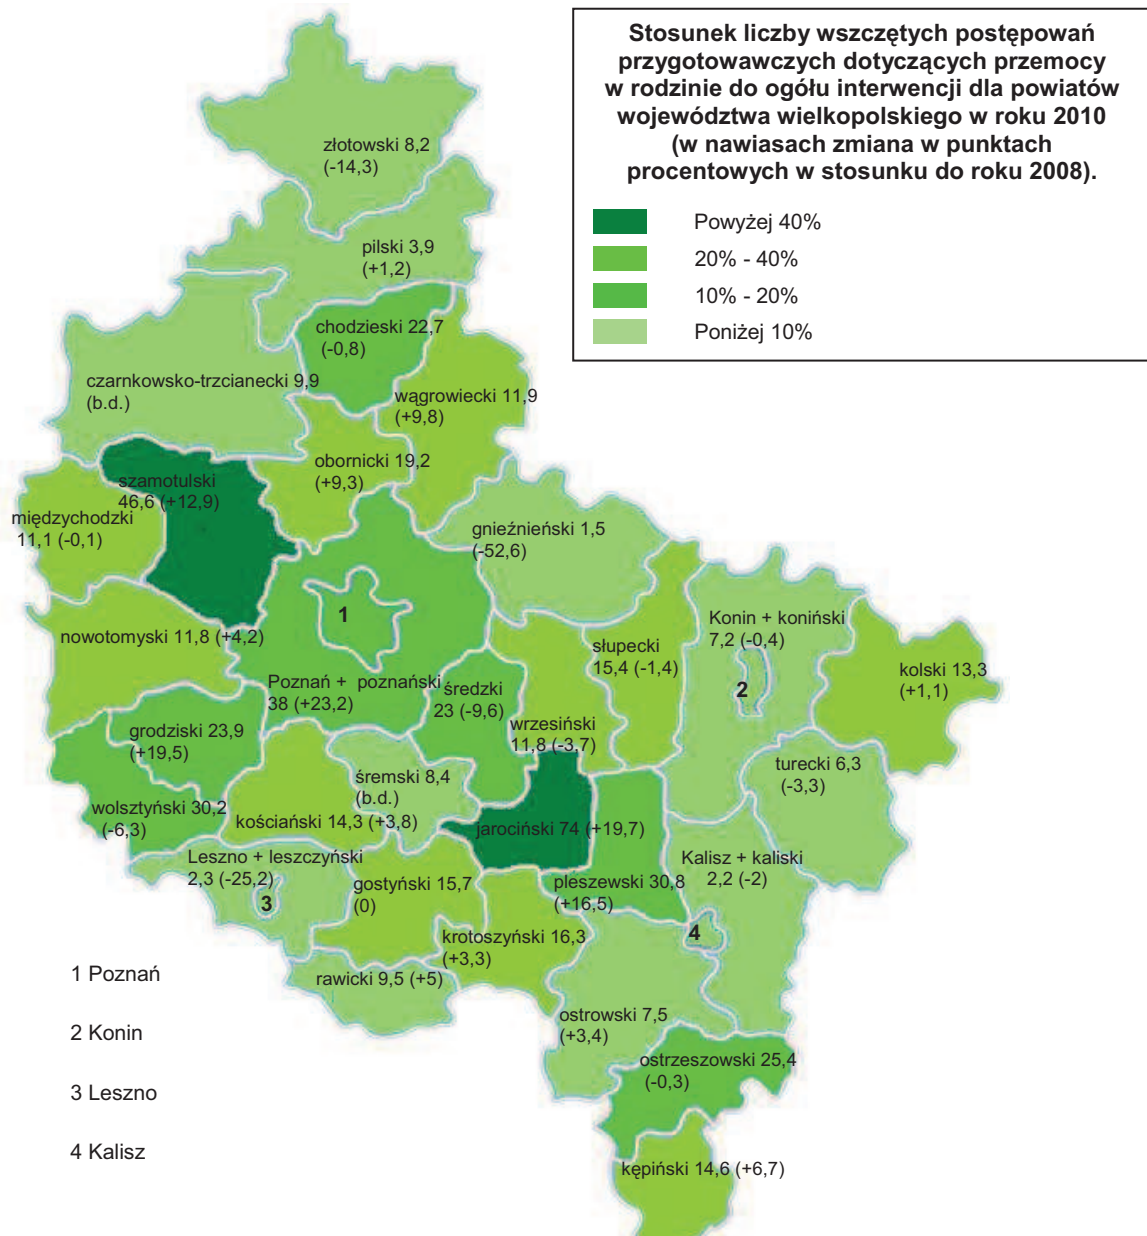 Stosunek liczby wszczętych postępowań
przygotowawczych dotyczących przemocy
w rodzinie do ogółu interwencji dla powiatów
województwa wielkopolskiego w roku 2010
(w nawiasach zmiana w punktach
procentowych w stosunku do roku 2008).
Powyżej 40%
20% - 40%
10% - 20%
Poniżej 10%
złotowski 8,2
(-14,3)
pilski 3,9
(+1,2)
chodzieski 22,7
(-0,8)
czarnkowsko-trzcianecki 9,9
(b.d.)
wągrowiecki 11,9
(+9,8)
obornicki 19,2
(+9,3)
szamotulski
46,6 (+12,9)
międzychodzki
11,1 (-0,1)
gnieźnieński 1,5
(-52,6)
1
nowotomyski 11,8 (+4,2)
Poznań + poznański
38 (+23,2)
średzki
23 (-9,6)
słupecki
15,4 (-1,4)
Konin + koniński
7,2 (-0,4)
2
kolski 13,3
(+1,1)
wrzesiński
11,8 (-3,7)
grodziski 23,9
(+19,5)
turecki 6,3
(-3,3)
śremski 8,4
(b.d.)
wolsztyński 30,2
(-6,3)
kościański 14,3 (+3,8)
jarociński 74 (+19,7)
Leszno + leszczyński
2,3 (-25,2)
3
gostyński 15,7
(0)
pleszewski 30,8
(+16,5)
Kalisz + kaliski
2,2 (-2)
4
krotoszyński 16,3
(+3,3)
rawicki 9,5 (+5)
ostrowski 7,5
(+3,4)
ostrzeszowski 25,4
(-0,3)
kępiński 14,6 (+6,7)
1 Poznań
2 Konin
3 Leszno
4 Kalisz